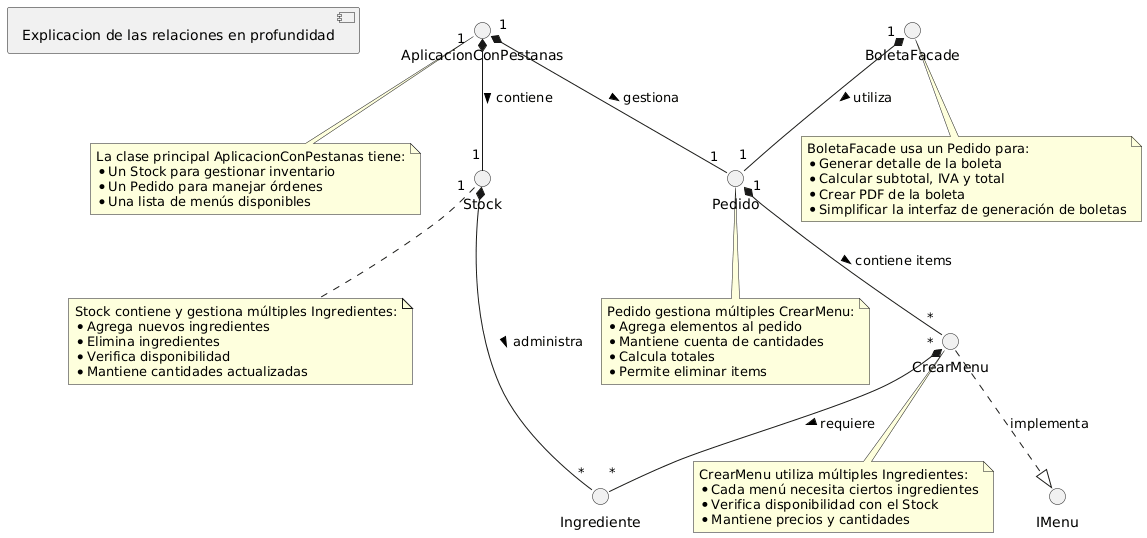 Explicacion de las relaciones en profundidad
1
1
1
AplicacionConPestanas
BoletaFacade
contiene
gestiona
utiliza
La clase principal AplicacionConPestanas tiene:
• Un Stock para gestionar inventario
• Un Pedido para manejar órdenes
• Una lista de menús disponibles
BoletaFacade usa un Pedido para:
• Generar detalle de la boleta
• Calcular subtotal, IVA y total
• Crear PDF de la boleta
• Simplificar la interfaz de generación de boletas
1
1
1
1
1
Stock
Pedido
contiene items
Stock contiene y gestiona múltiples Ingredientes:
• Agrega nuevos ingredientes
• Elimina ingredientes
• Verifica disponibilidad
• Mantiene cantidades actualizadas
Pedido gestiona múltiples CrearMenu:
• Agrega elementos al pedido
• Mantiene cuenta de cantidades
• Calcula totales
• Permite eliminar items
*
*
administra
CrearMenu
requiere
implementa
CrearMenu utiliza múltiples Ingredientes:
• Cada menú necesita ciertos ingredientes
• Verifica disponibilidad con el Stock
• Mantiene precios y cantidades
*
*
Ingrediente
IMenu